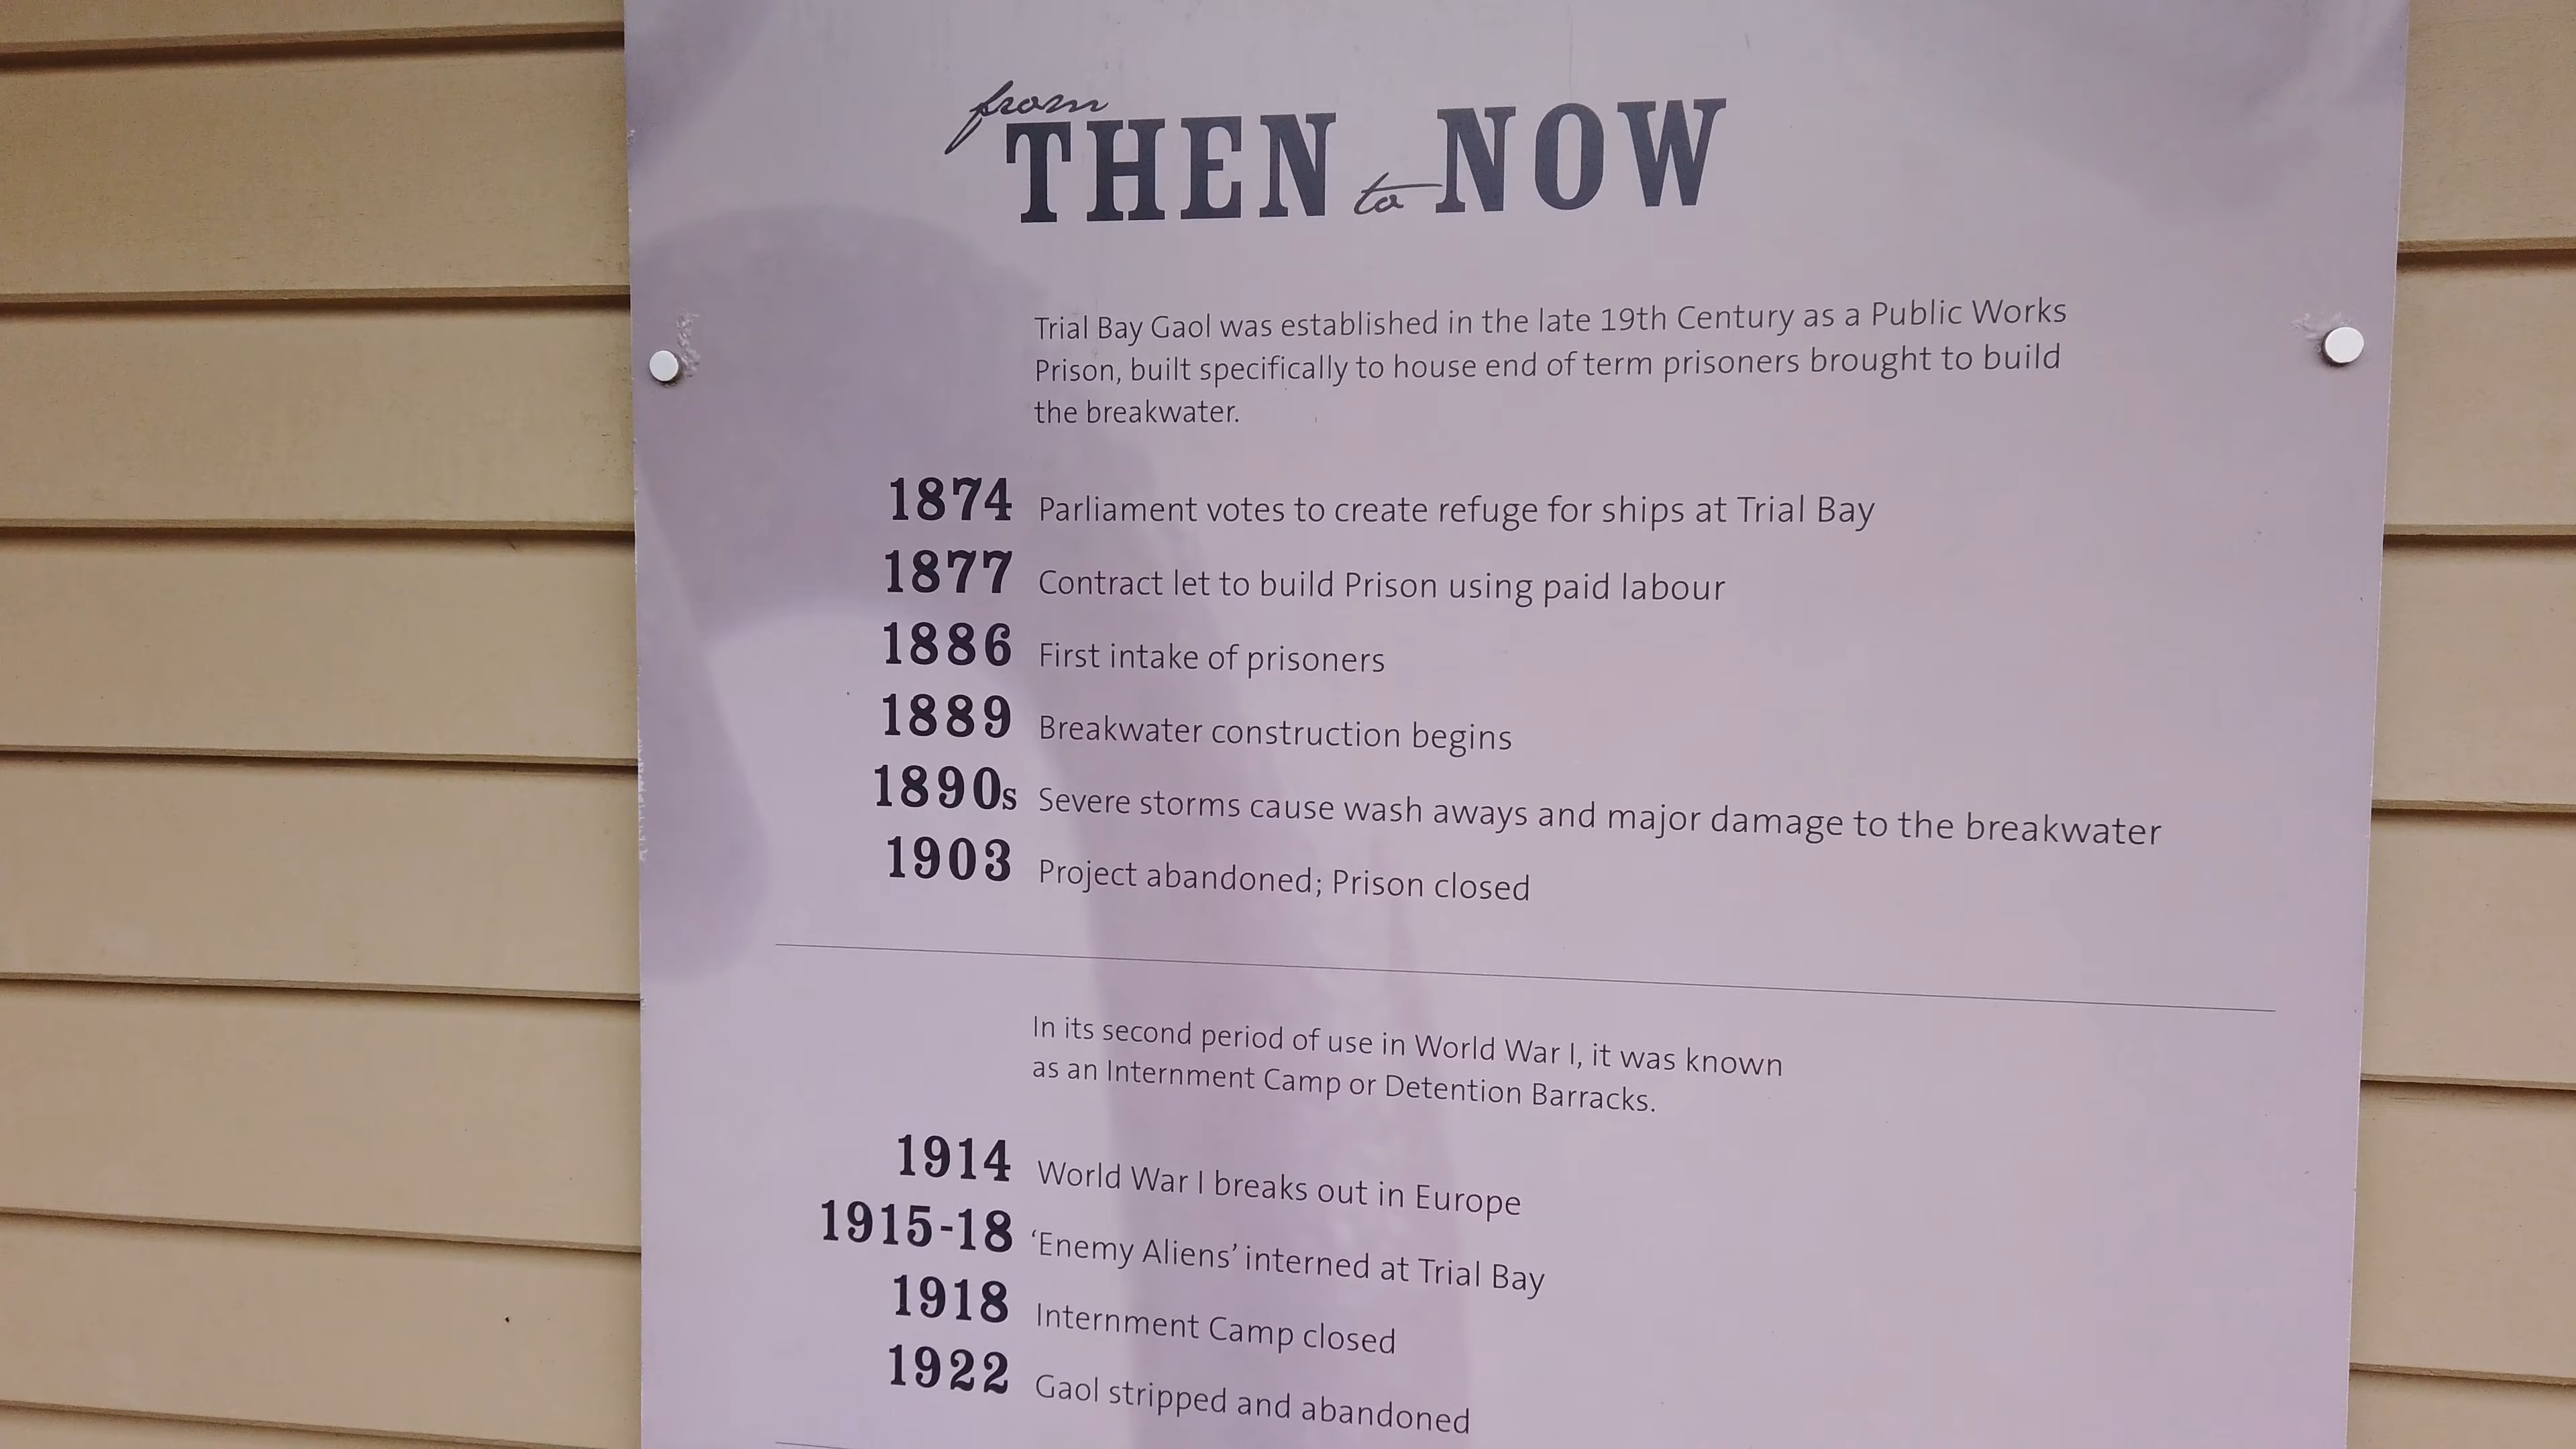 from
THEN to NOW
Trial Bay Gaol was established in the late 19th Century as a Public Works
Prison, built specifically to house end of term prisoners brought to build
the breakwater.
1874 Parliament votes to create refuge for ships at Trial Bay
1877 Contract let to build Prison using paid labour
1886 First intake of prisoners
1889 Breakwater construction begins
1890s Severe storms cause wash aways and major damage to the breakwater
1903 Project abandoned; Prison closed
In its second period of use in World War I, it was known
as an Internment Camp or Detention Barracks.
1914 World War I breaks out in Europe
1915-18 ‘Enemy Aliens’ interned at Trial Bay
1918 Internment Camp closed
1922 Gaol stripped and abandoned